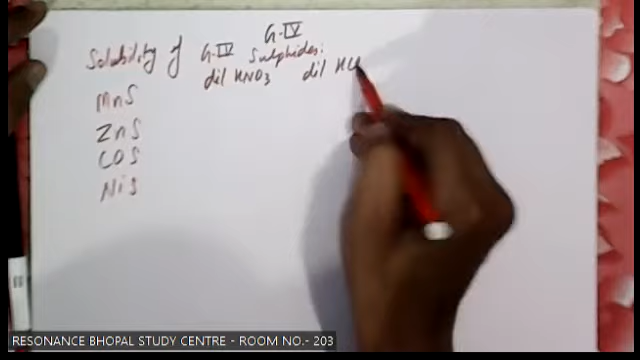 G.IV
Solubility of G.IV Sulphides:
dil HNO3 dil HCl
MnS
ZnS
COS
NiS
RESONANCE BHOPAL STUDY CENTRE - ROOM NO.- 203